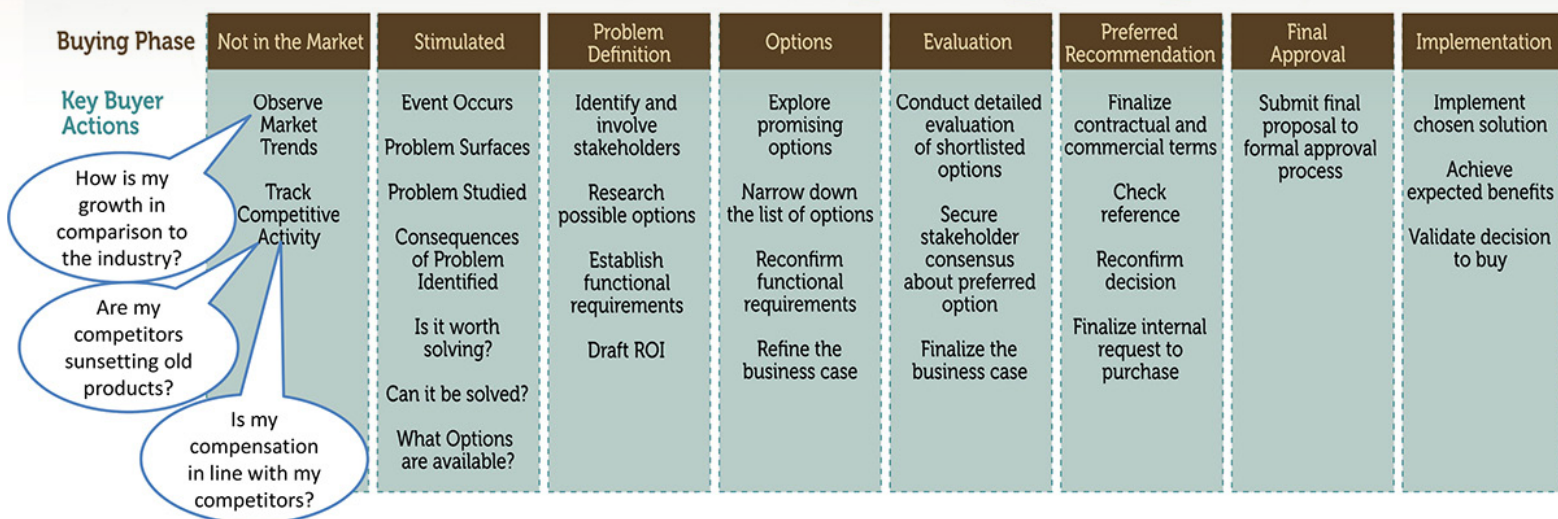 Buying Phase
Not in the Market
Stimulated
Problem
Definition
Options
Evaluation
Preferred
Recommendation
Final
Approval
Implementation
Key Buyer
Actions
Observe
Market
Trends
Track
Competitive
Activity
How is my
growth in
comparison to
the industry?
Are my
competitors
sunsetting old
products?
Is my
compensation
in line with my
competitors?
Event Occurs
Problem Surfaces
Problem Studied
Consequences
of Problem
Identified
Is it worth
solving?
Can it be solved?
What Options
are available?
Identify and
involve
stakeholders
Research
possible options
Establish
functional
requirements
Draft ROI
Explore
promising
options
Narrow down
the list of options
Reconfirm
functional
requirements
Refine the
business case
Conduct detailed
evaluation
of shortlisted
options
Secure
stakeholder
consensus
about preferred
option
Finalize the
business case
Finalize
contractual and
commercial terms
Check
reference
Reconfirm
decision
Finalize internal
request to
purchase
Submit final
proposal to
formal approval
process
Implement
chosen solution
Achieve
expected benefits
Validate decision
to buy